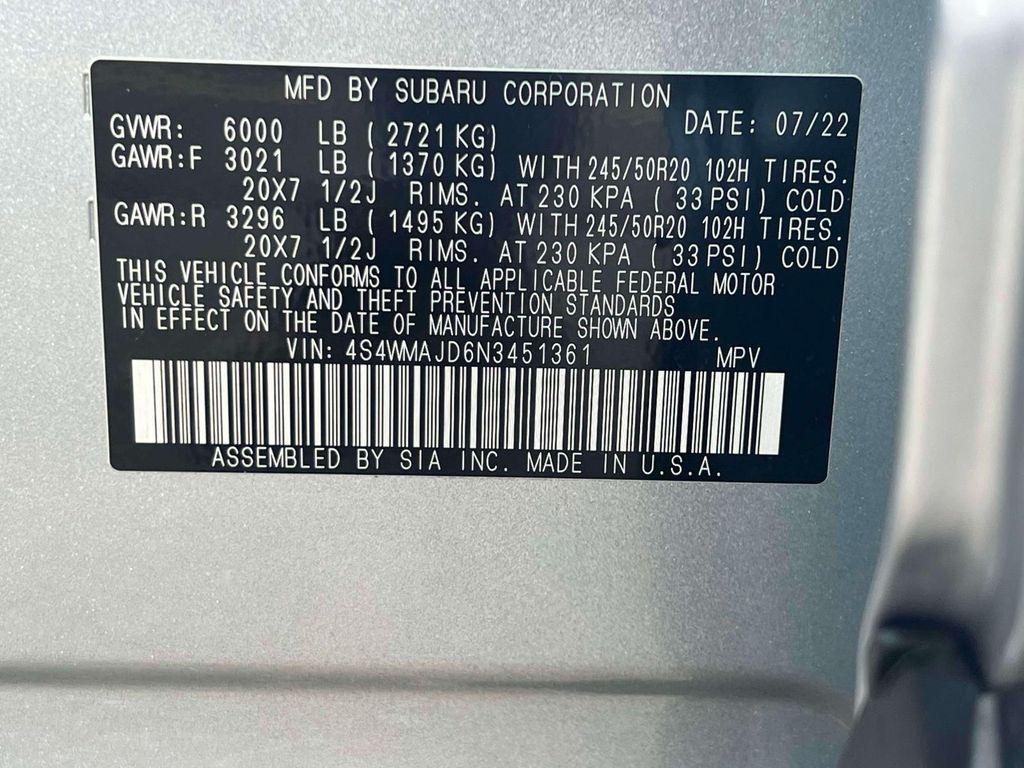 MFD BY SUBARU CORPORATION
GVWR: 6000 LB ( 2721 KG) DATE: 07/22
GAWR:F 3021 LB ( 1370 KG) WITH 245/50R20 102H TIRES.
20X7 1/2J RIMS. AT 230 KPA ( 33 PSI) COLD
GAWR:R 3296 LB ( 1495 KG) WITH 245/50R20 102H TIRES.
20X7 1/2J RIMS. AT 230 KPA ( 33 PSI) COLD
THIS VEHICLE CONFORMS TO ALL APPLICABLE FEDERAL MOTOR
VEHICLE SAFETY AND THEFT PREVENTION STANDARDS
IN EFFECT ON THE DATE OF MANUFACTURE SHOWN ABOVE.
VIN: 4S4WMAJD6N3451361 MPV
ASSEMBLED BY SIA INC. MADE IN U.S.A.